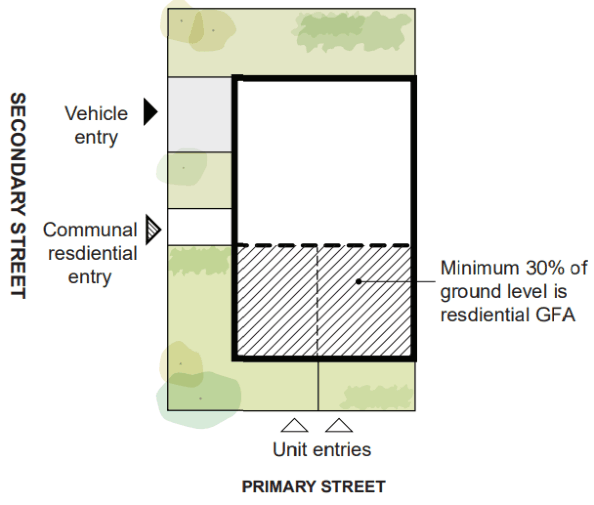 SECONDARY STREET
Vehicle
entry
Communal
resdiential
entry
Minimum 30% of
ground level is
resdiential GFA
Unit entries
PRIMARY STREET